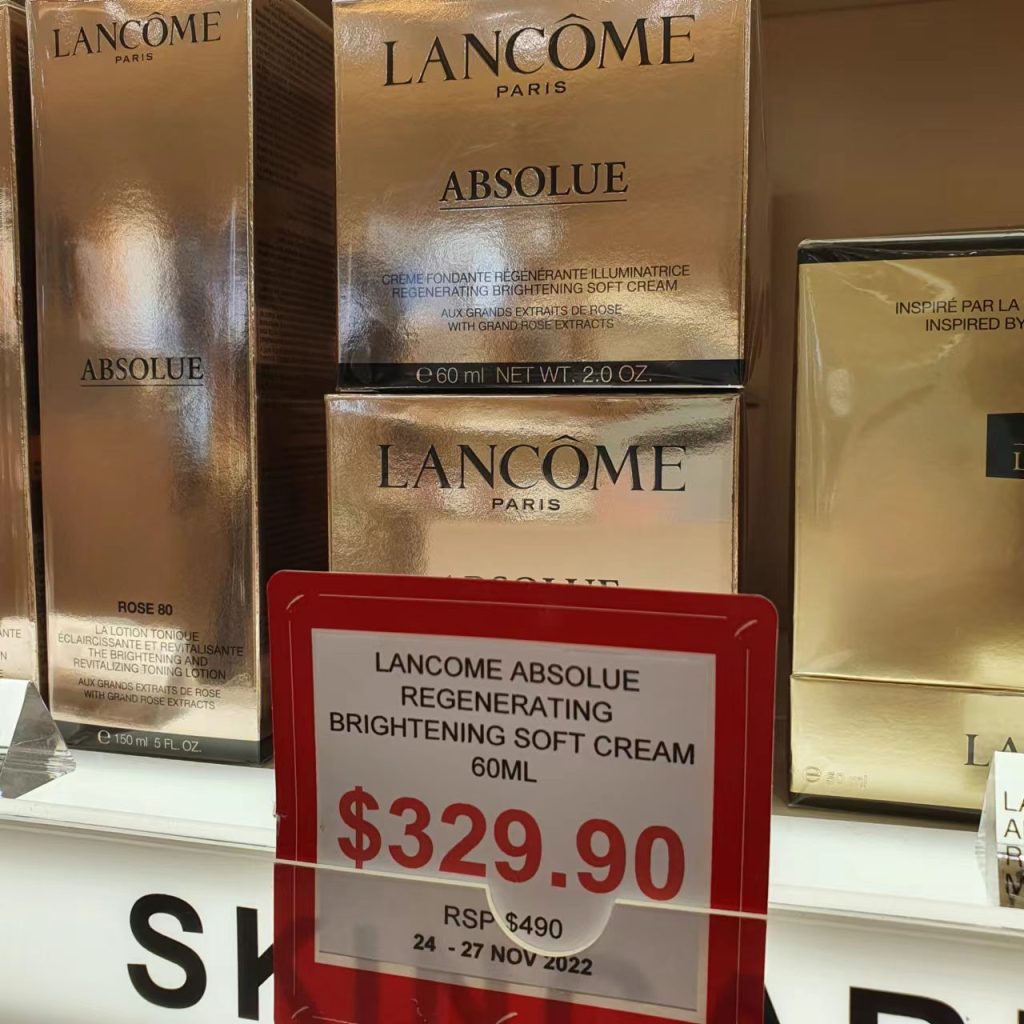 LANCÔME
PARIS
ABSOLUE
ROSE 80
LA LOTION TONIQUE
ÉCLAIRCISSANTE ET REVITALISANTE
THE BRIGHTENING AND
REVITALIZING TONING LOTION
AUX GRANDS EXTRAITS DE ROSE
WITH GRAND ROSE EXTRACTS
e 150 ml 5 FL. OZ.
LANCÔME
PARIS
ABSOLUE
CRÈME FONDANTE RÉGÉNÉRANTE ILLUMINATRICE
REGENERATING BRIGHTENING SOFT CREAM
AUX GRANDS EXTRAITS DE ROSE
WITH GRAND ROSE EXTRACTS
e 60 ml NET WT. 2.0 OZ.
LANCÔME
PARIS
ABSOLUE
INSPIRÉ PAR LA
INSPIRED BY
LANCOME ABSOLUE
REGENERATING
BRIGHTENING SOFT CREAM
60ML
$329.90
RSP $490
24 - 27 NOV 2022